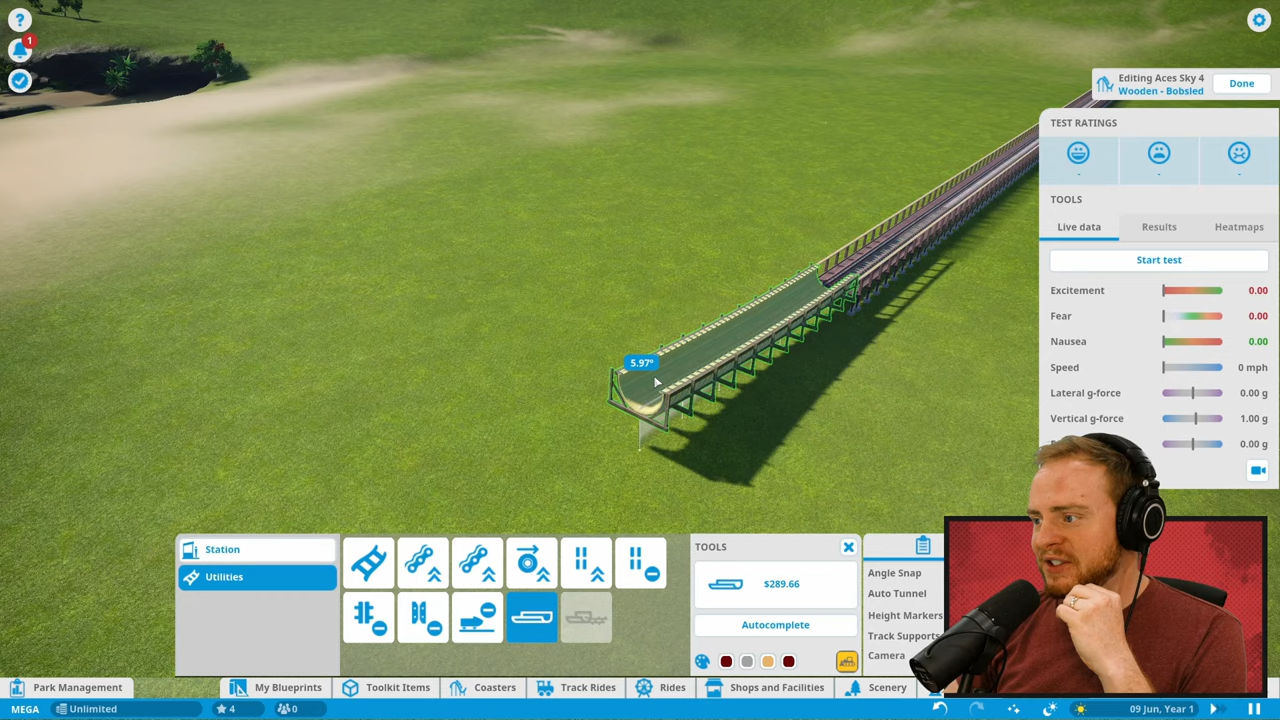 ?
1
Editing Aces Sky 4
Wooden - Bobsled
Done
TEST RATINGS
-
-
-
TOOLS
Live data
Results
Heatmaps
Start test
Excitement
0.00
Fear
0.00
Nausea
0.00
Speed
0 mph
Lateral g-force
0.00 g
Vertical g-force
1.00 g
0.00 g
5.97°
Station
Utilities
TOOLS
$289.66
Autocomplete
Angle Snap
Auto Tunnel
Height Markers
Track Supports
Camera
Park Management
My Blueprints
Toolkit Items
Coasters
Track Rides
Rides
Shops and Facilities
Scenery
MEGA
Unlimited
4
0
09 Jun, Year 1